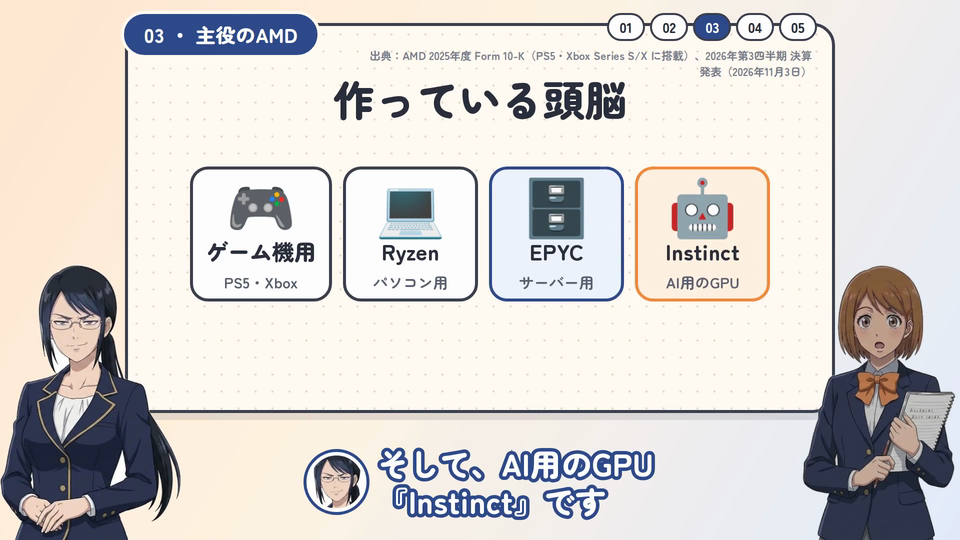 03 ・ 主役のAMD
01 02 03 04 05
出典：AMD 2025年度 Form 10-K（PS5・Xbox Series S/X に搭載）、2026年第3四半期 決算
発表（2026年11月3日）
作っている頭脳
ゲーム機用
PS5・Xbox
Ryzen
パソコン用
EPYC
サーバー用
Instinct
AI用のGPU
そして、AI用のGPU
『Instinct』です